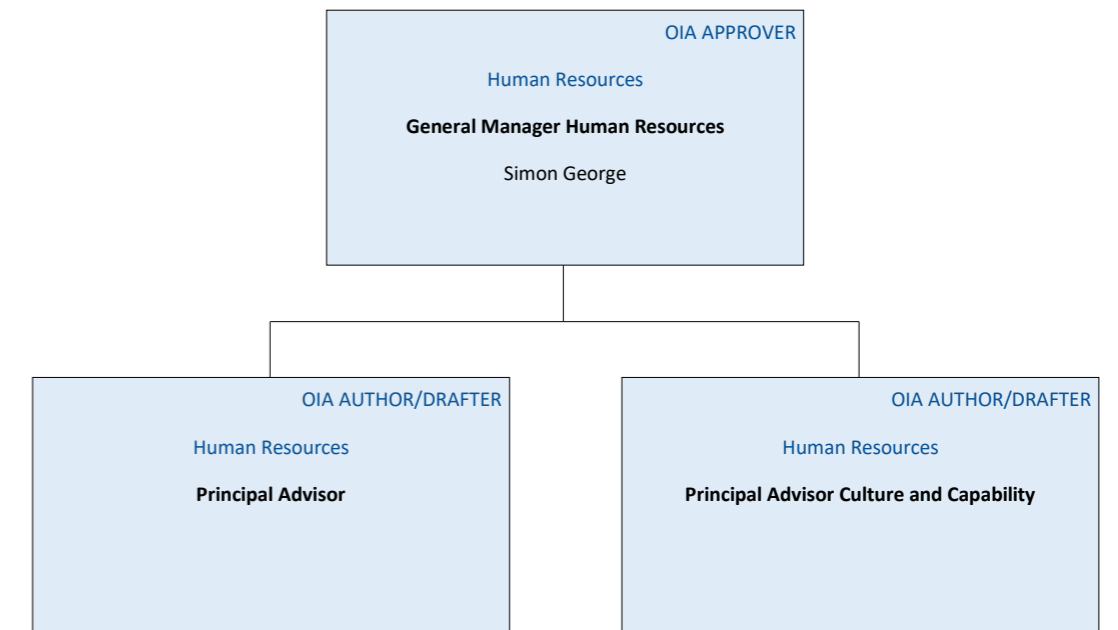 OIA APPROVER
Human Resources
General Manager Human Resources
Simon George
OIA AUTHOR/DRAFTER
Human Resources
Principal Advisor
OIA AUTHOR/DRAFTER
Human Resources
Principal Advisor Culture and Capability